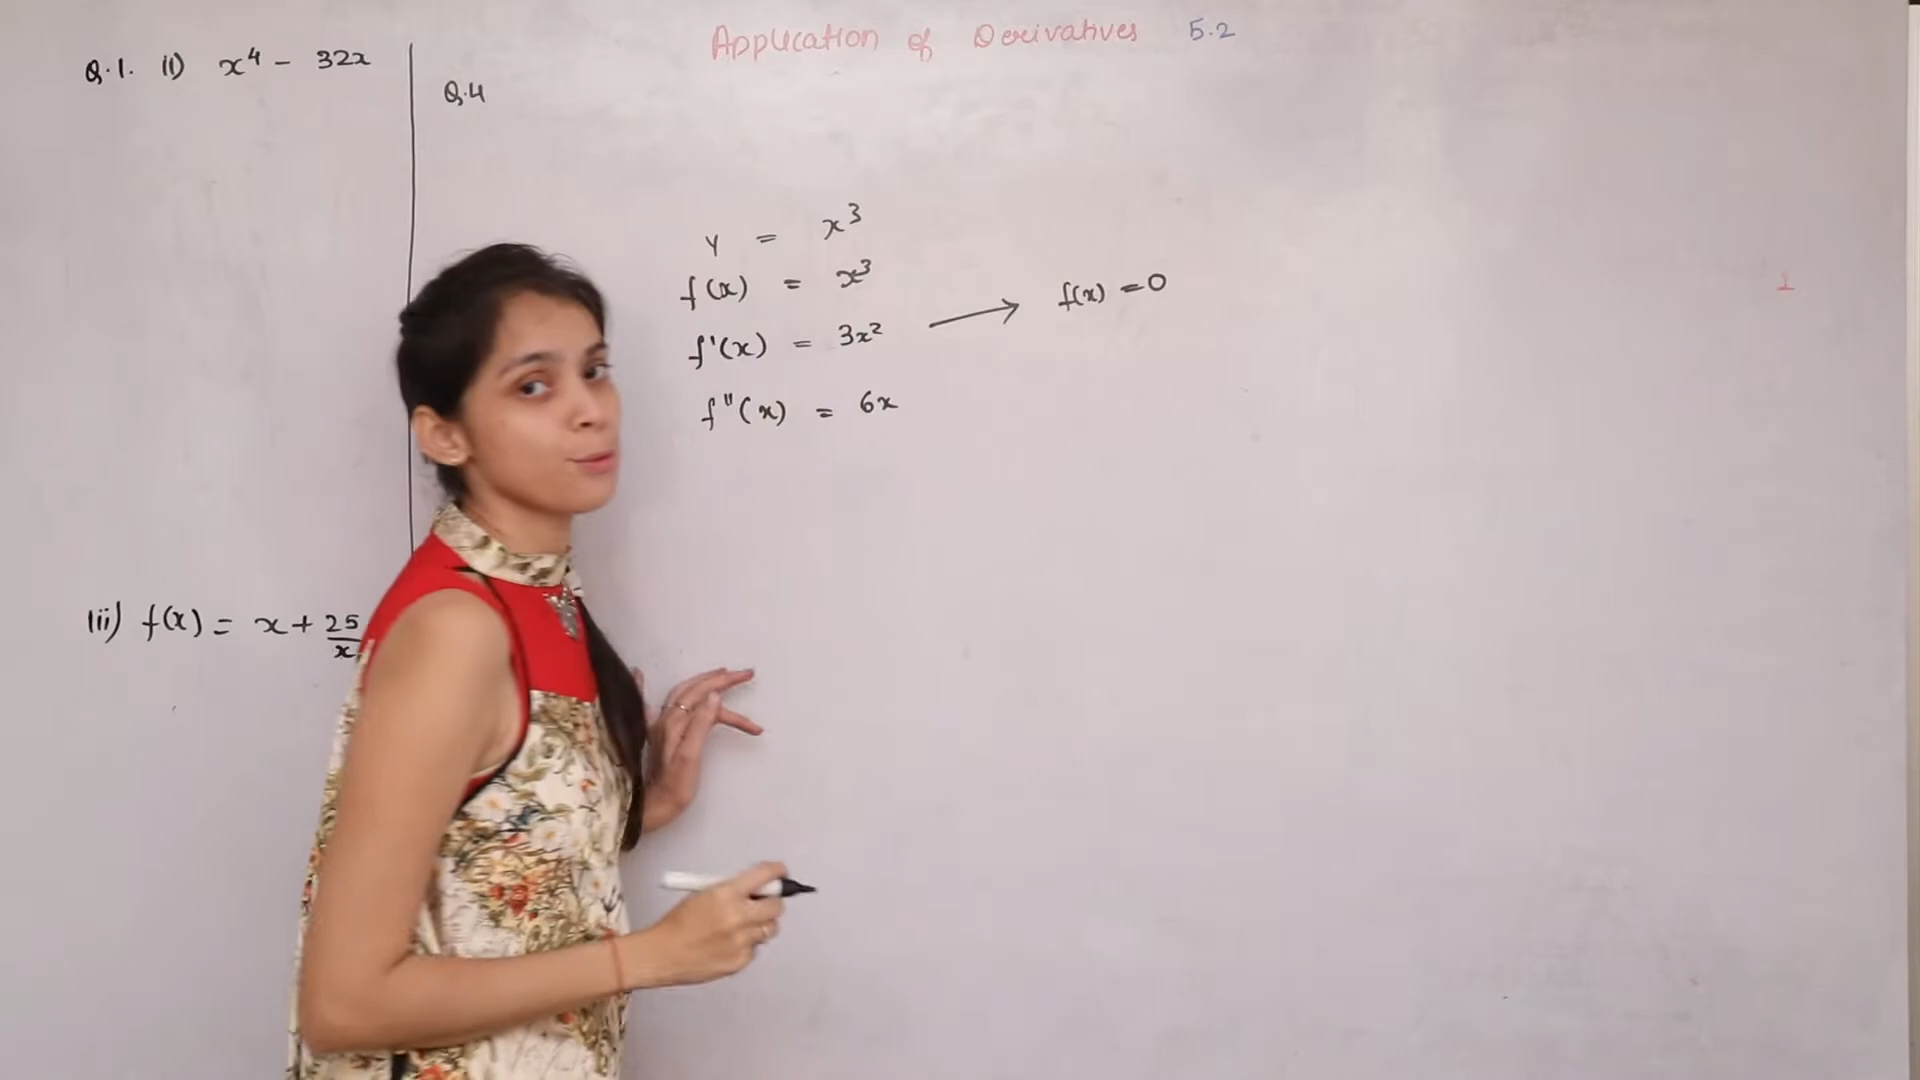 Application of Derivatives 5.2
Q.1. ii) x⁴ - 32x
iii) f(x) = x + 25/x
Q.4
y = x³
f(x) = x³
f'(x) = 3x² ⟶ f(x) = 0
f"(x) = 6x